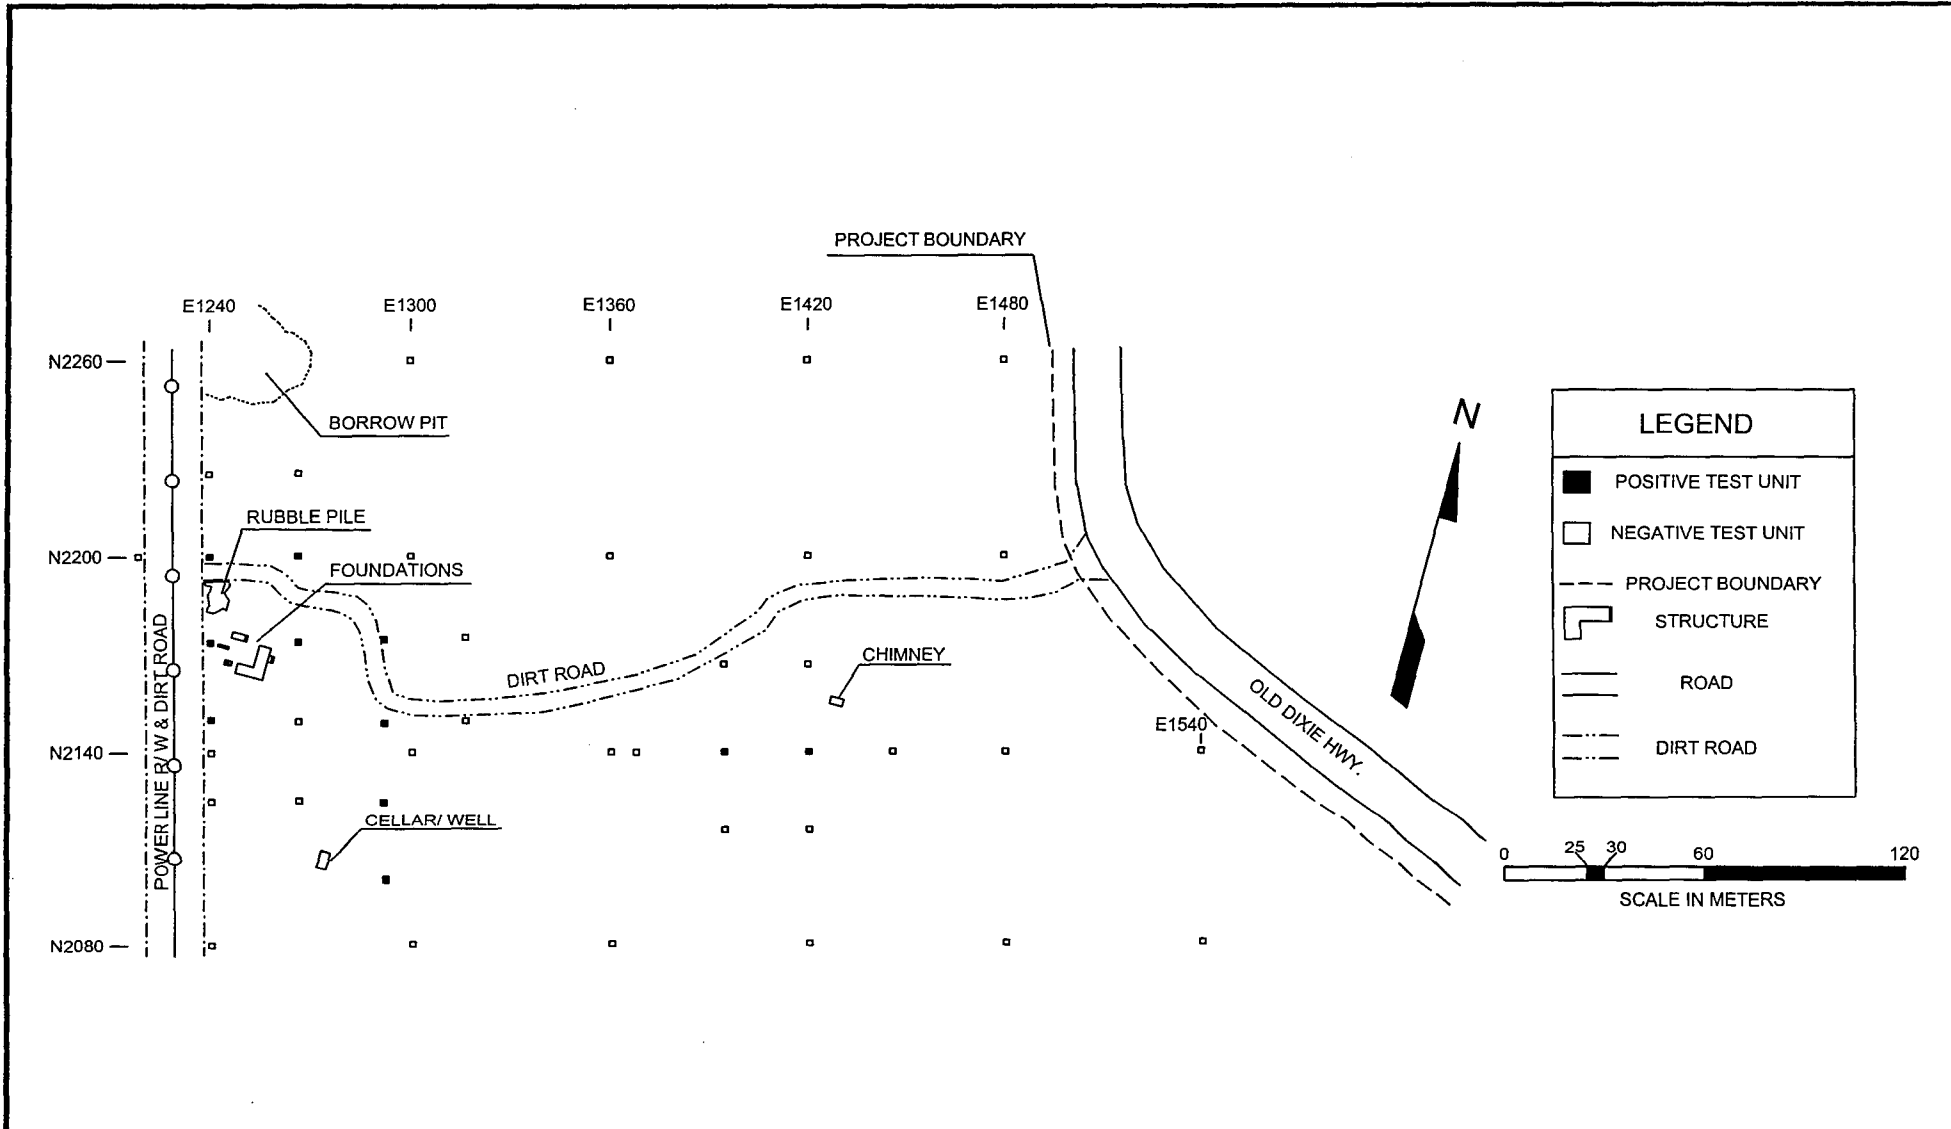 PROJECT BOUNDARY
E1240
E1300
E1360
E1420
E1480
N2260
BORROW PIT
N
LEGEND
POSITIVE TEST UNIT
NEGATIVE TEST UNIT
PROJECT BOUNDARY
STRUCTURE
ROAD
DIRT ROAD
RUBBLE PILE
N2200
FOUNDATIONS
POWER LINE R/W & DIRT ROAD
DIRT ROAD
CHIMNEY
OLD DIXIE HWY.
E1540
N2140
CELLAR/ WELL
N2080
0 25 30 60 120
SCALE IN METERS